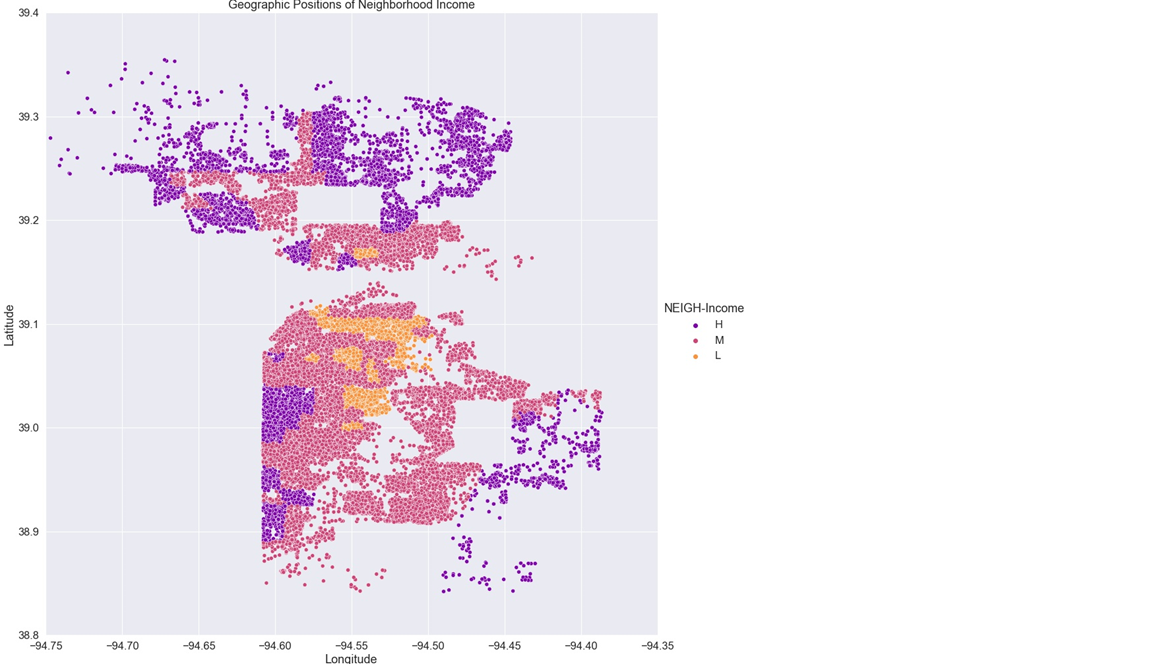 Geographic Positions of Neighborhood Income
39.4
39.3
39.2
39.1
39.0
38.9
38.8
Latitude
−94.75 −94.70 −94.65 −94.60 −94.55 −94.50 −94.45 −94.40 −94.35
Longitude
NEIGH-Income
H
M
L